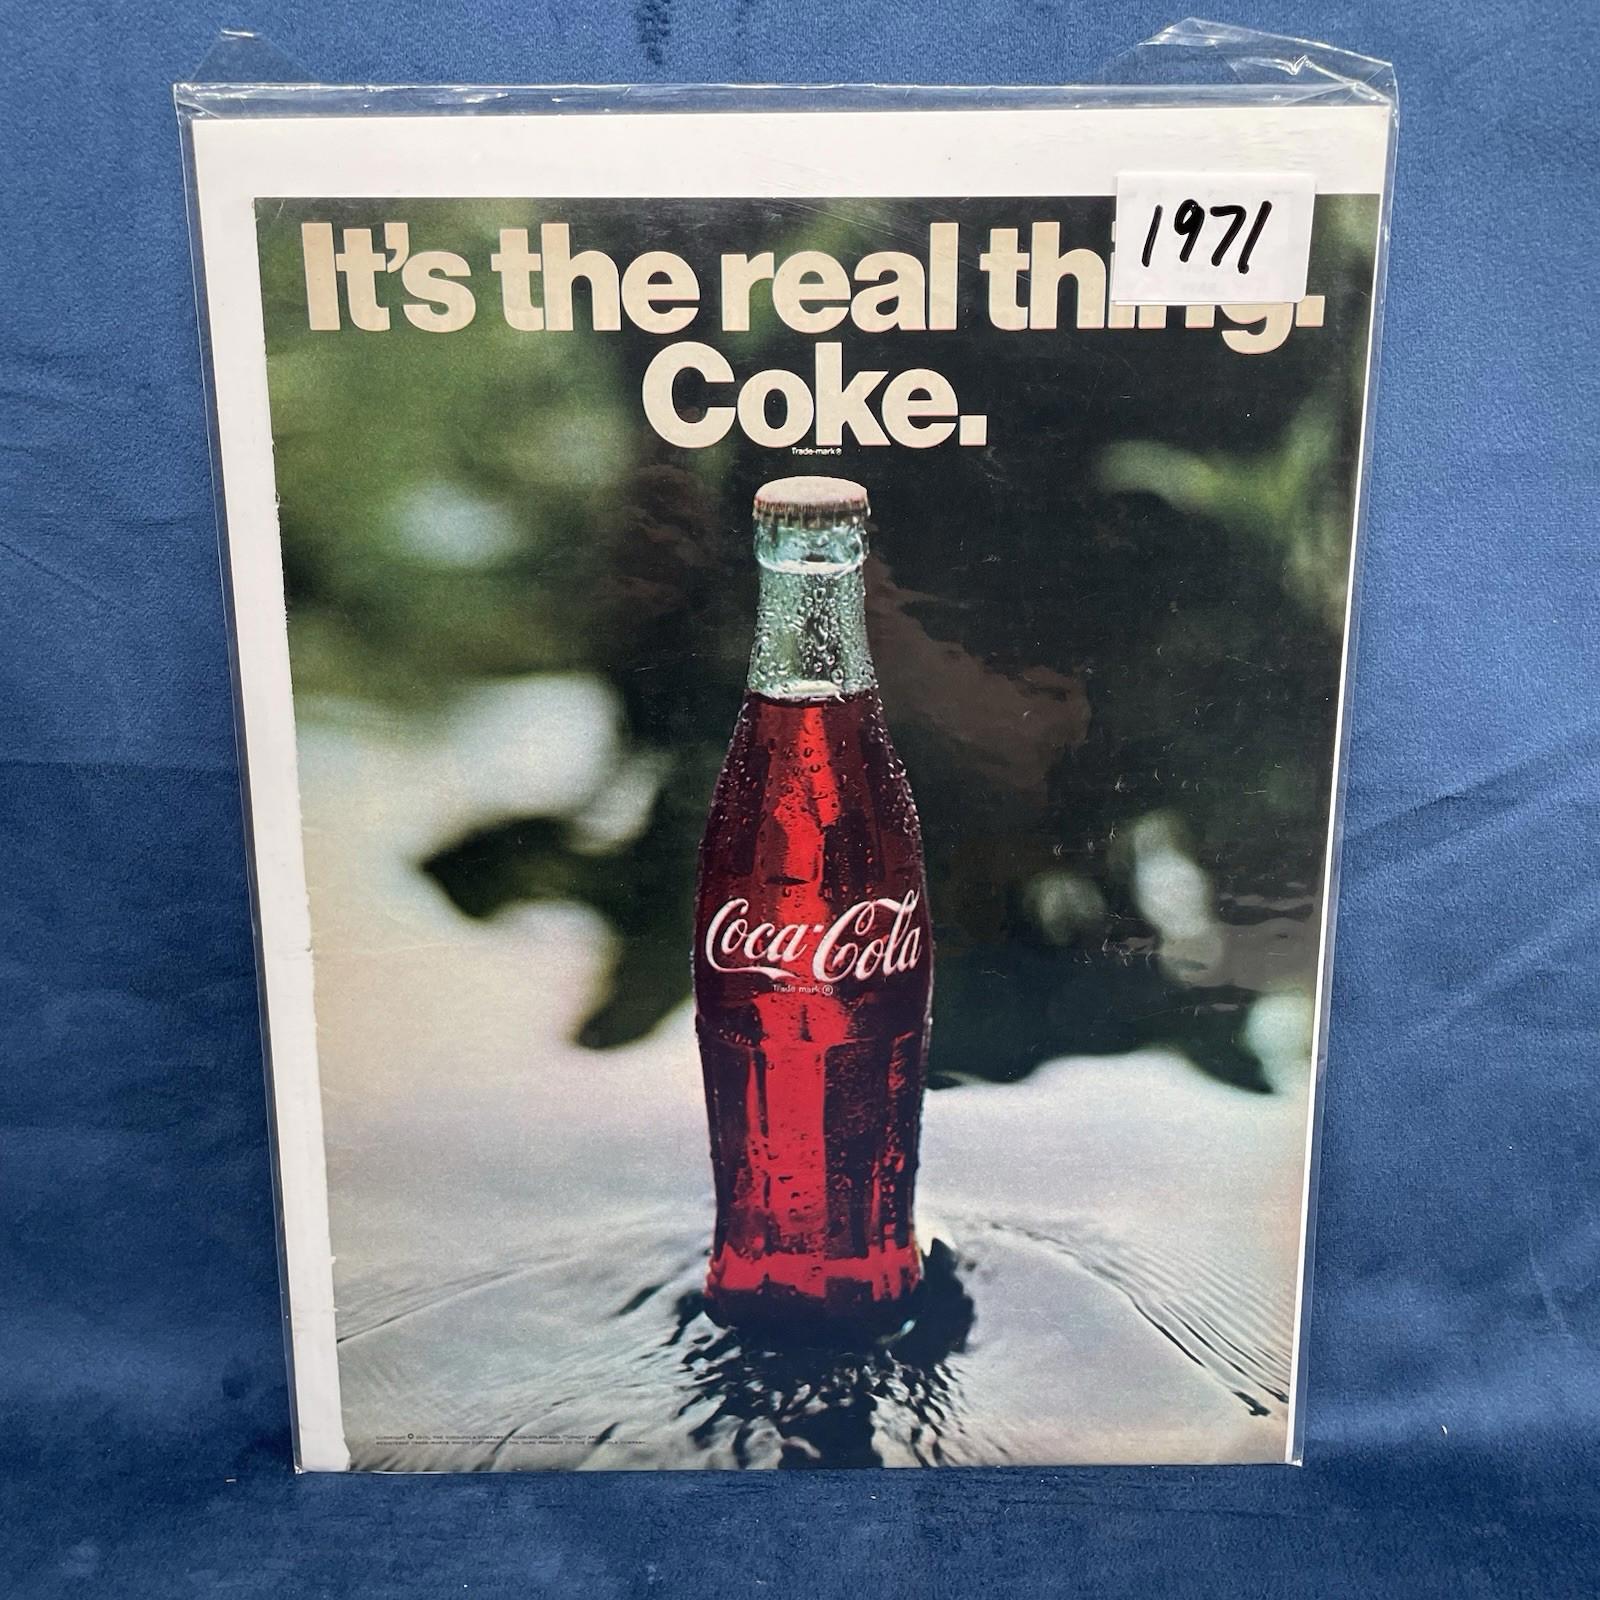 1971
It's the real thing.
Coke.
Trade-mark ®
Coca-Cola
Trade mark ®